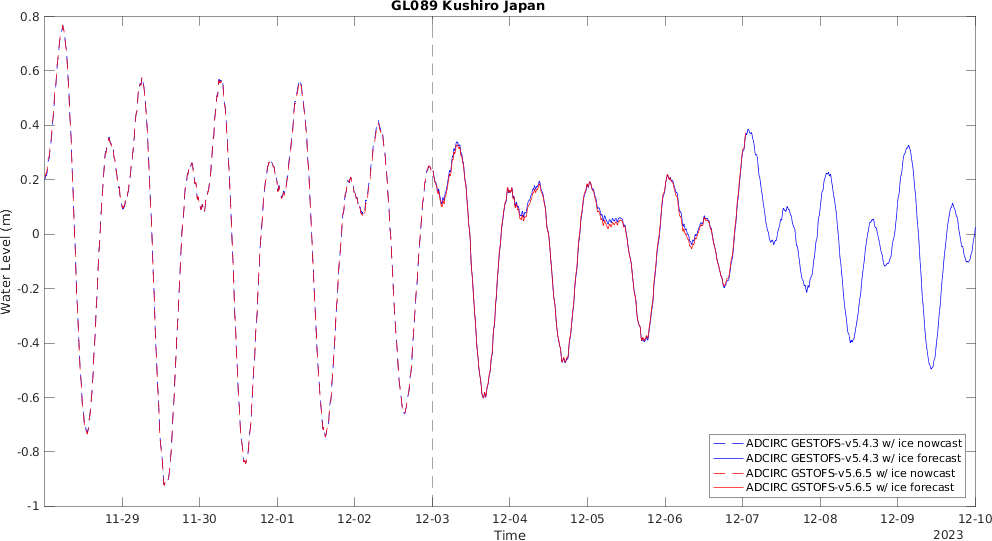 GL089 Kushiro Japan
Water Level (m)
0.8
0.6
0.4
0.2
0
-0.2
-0.4
-0.6
-0.8
-1
ADCIRC GESTOFS-v5.4.3 w/ ice nowcast
ADCIRC GESTOFS-v5.4.3 w/ ice forecast
ADCIRC GSTOFS-v5.6.5 w/ ice nowcast
ADCIRC GSTOFS-v5.6.5 w/ ice forecast
11-29 11-30 12-01 12-02 12-03 12-04 12-05 12-06 12-07 12-08 12-09 12-10
Time
2023